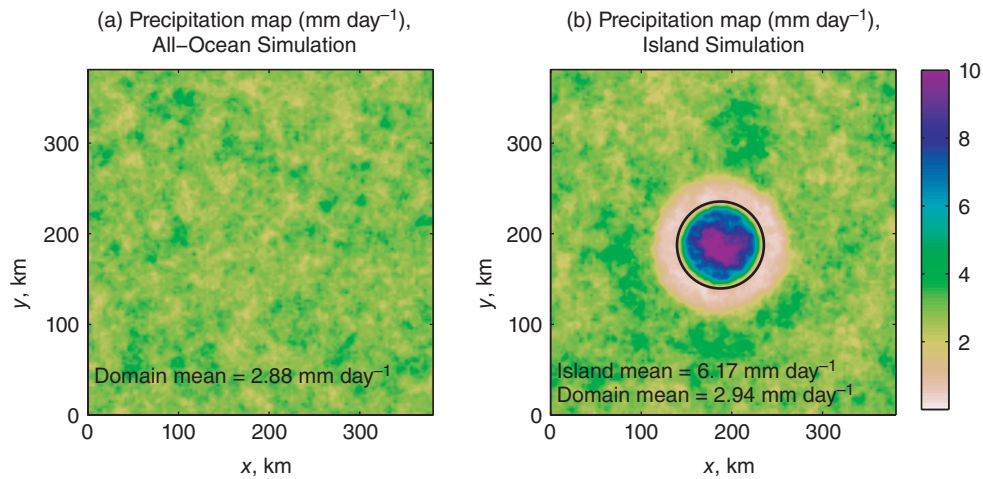 (a) Precipitation map (mm day⁻¹),
All–Ocean Simulation
y, km
300
200
100
0
Domain mean = 2.88 mm day⁻¹
0 100 200 300
x, km
(b) Precipitation map (mm day⁻¹),
Island Simulation
y, km
300
200
100
0
Island mean = 6.17 mm day⁻¹
Domain mean = 2.94 mm day⁻¹
0 100 200 300
x, km
10
8
6
4
2